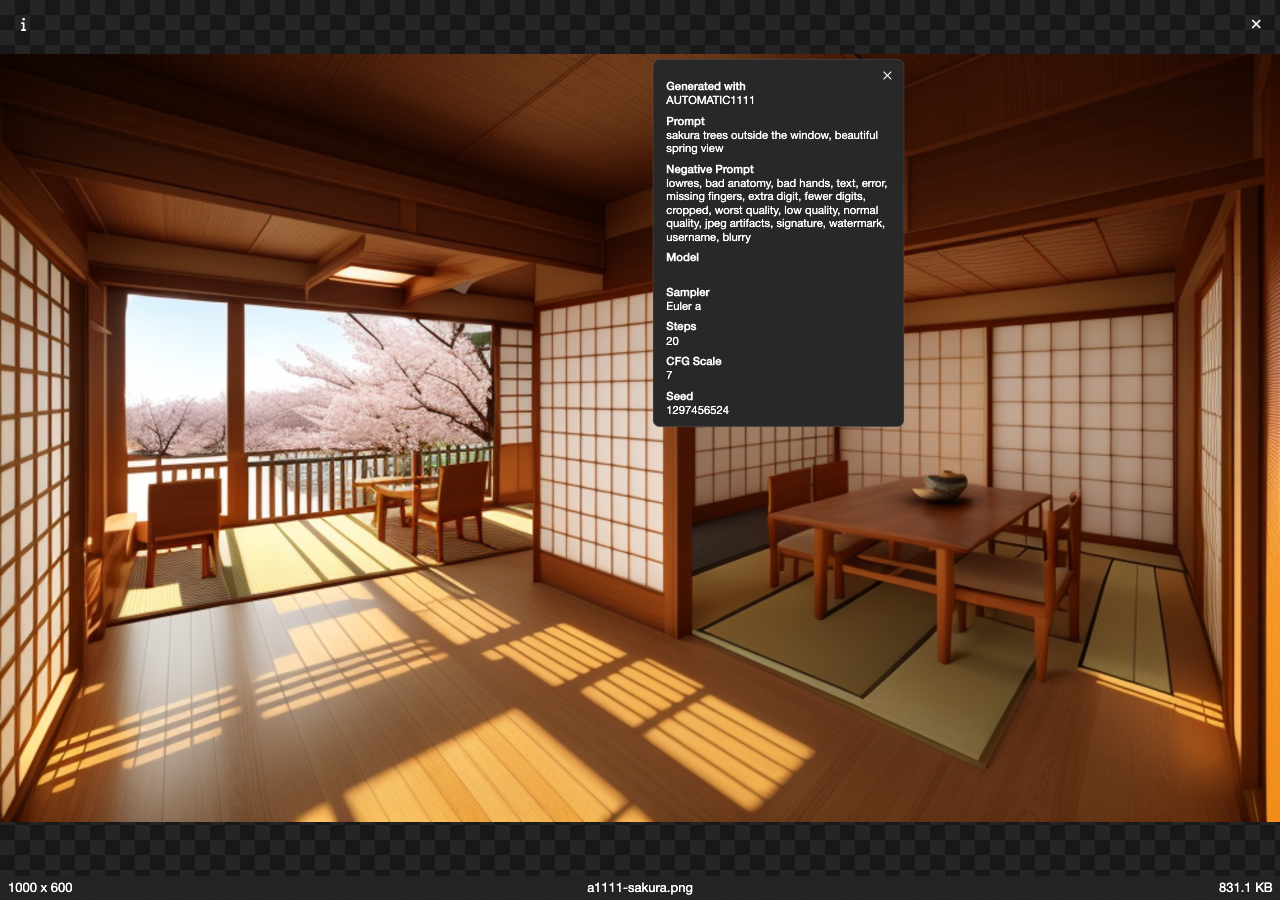 i
Generated with
AUTOMATIC1111
Prompt
sakura trees outside the window, beautiful
spring view
Negative Prompt
lowres, bad anatomy, bad hands, text, error,
missing fingers, extra digit, fewer digits,
cropped, worst quality, low quality, normal
quality, jpeg artifacts, signature, watermark,
username, blurry
Model
Sampler
Euler a
Steps
20
CFG Scale
7
Seed
1297456524
1000 x 600
a1111-sakura.png
831.1 KB